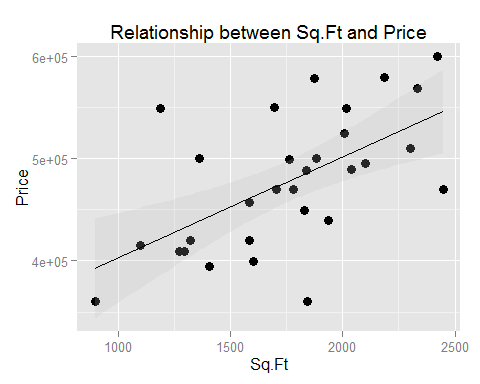 Relationship between Sq.Ft and Price
6e+05
5e+05
4e+05
Price
1000 1500 2000 2500
Sq.Ft